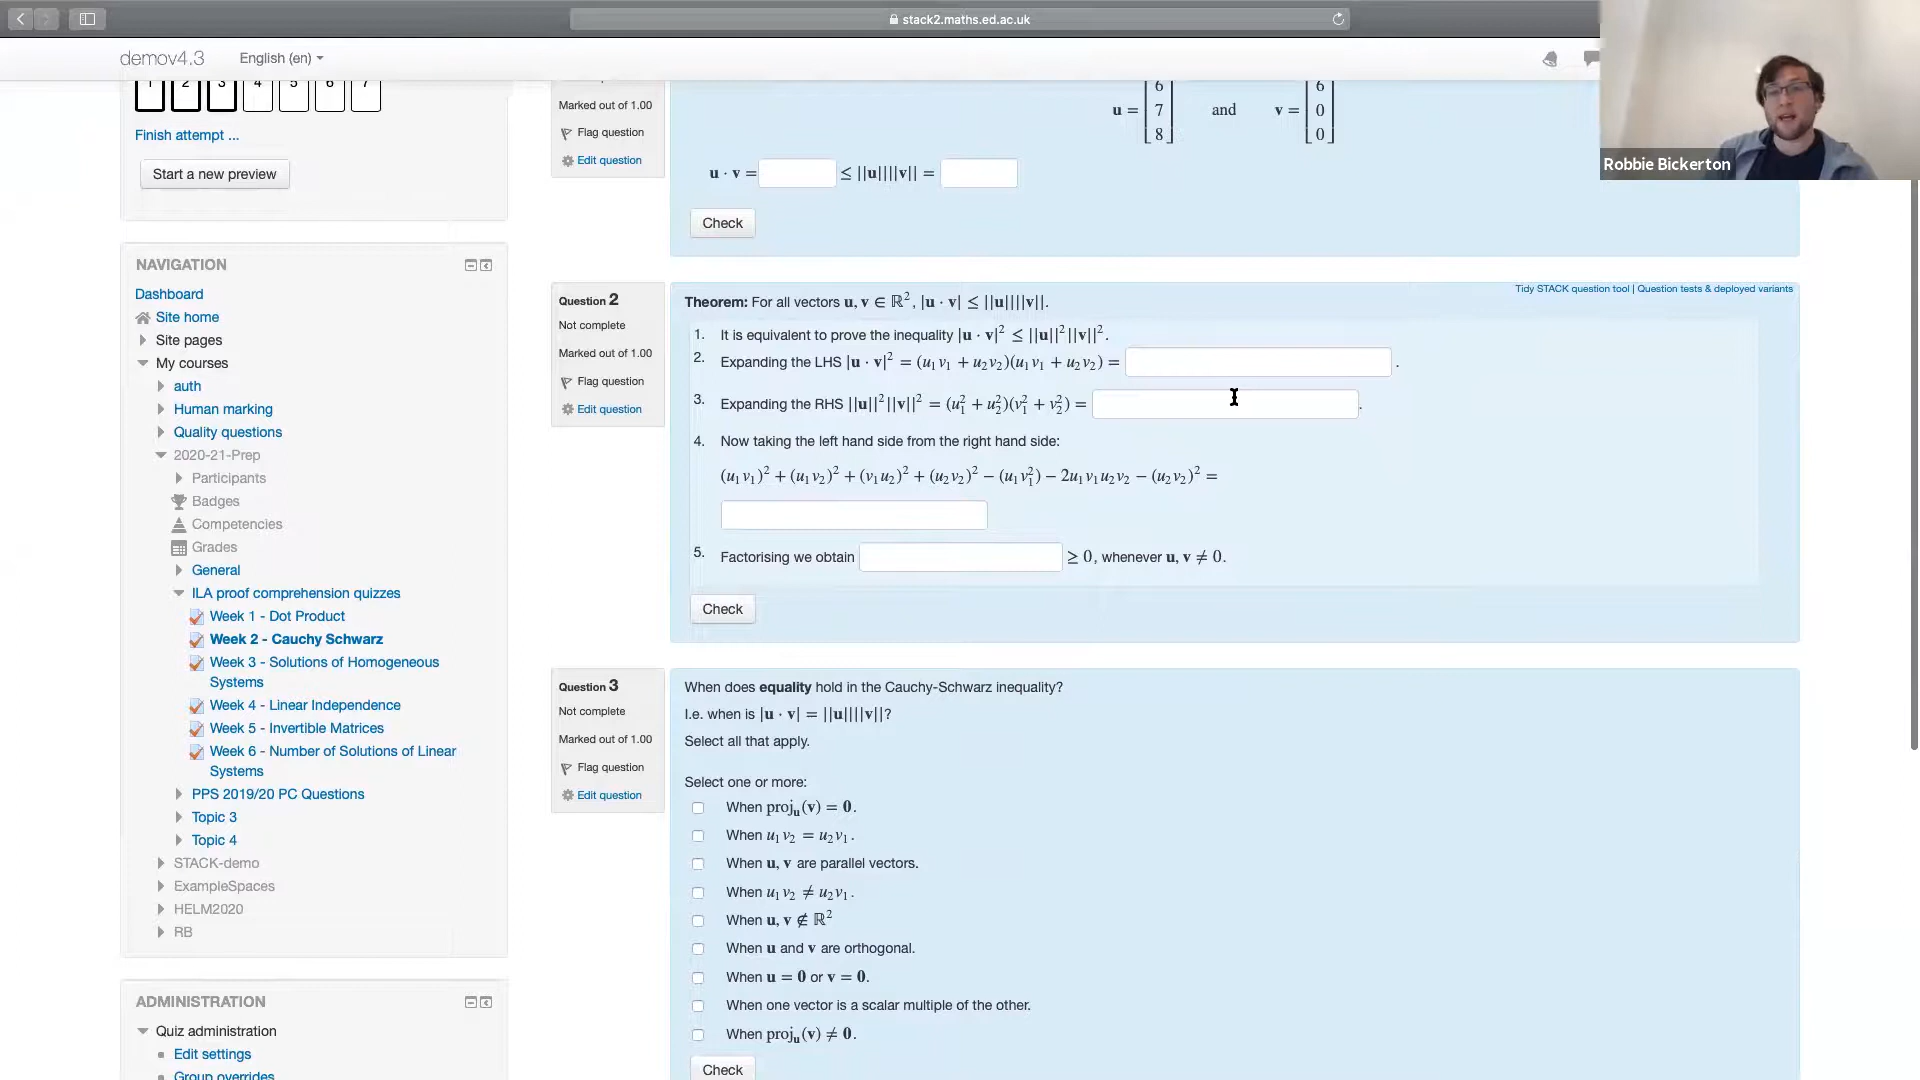 stack2.maths.ed.ac.uk
demov4.3
English (en)
1 2 3 4 5 6 7
Finish attempt ...
Start a new preview
Marked out of 1.00
Flag question
Edit question
u = [6 7 8] and v = [6 0 0]
u · v = ≤ ||u||||v|| =
Check
Robbie Bickerton
NAVIGATION
Dashboard
Site home
Site pages
My courses
auth
Human marking
Quality questions
2020-21-Prep
Participants
Badges
Competencies
Grades
General
ILA proof comprehension quizzes
Week 1 - Dot Product
Week 2 - Cauchy Schwarz
Week 3 - Solutions of Homogeneous
Systems
Week 4 - Linear Independence
Week 5 - Invertible Matrices
Week 6 - Number of Solutions of Linear
Systems
PPS 2019/20 PC Questions
Topic 3
Topic 4
STACK-demo
ExampleSpaces
HELM2020
RB
ADMINISTRATION
Quiz administration
Edit settings
Group overrides
Question 2
Not complete
Marked out of 1.00
Flag question
Edit question
Tidy STACK question tool | Question tests & deployed variants
Theorem: For all vectors u, v ∈ ℝ², |u · v| ≤ ||u||||v||.
1. It is equivalent to prove the inequality |u · v|² ≤ ||u||²||v||².
2. Expanding the LHS |u · v|² = (u₁v₁ + u₂v₂)(u₁v₁ + u₂v₂) = .
3. Expanding the RHS ||u||²||v||² = (u₁² + u₂²)(v₁² + v₂²) = .
4. Now taking the left hand side from the right hand side:
(u₁v₁)² + (u₁v₂)² + (v₁u₂)² + (u₂v₂)² − (u₁v₁²) − 2u₁v₁u₂v₂ − (u₂v₂)² =
5. Factorising we obtain ≥ 0, whenever u, v ≠ 0.
Check
Question 3
Not complete
Marked out of 1.00
Flag question
Edit question
When does equality hold in the Cauchy-Schwarz inequality?
I.e. when is |u · v| = ||u||||v||?
Select all that apply.
Select one or more:
When projᵤ(v) = 0.
When u₁v₂ = u₂v₁.
When u, v are parallel vectors.
When u₁v₂ ≠ u₂v₁.
When u, v ∉ ℝ²
When u and v are orthogonal.
When u = 0 or v = 0.
When one vector is a scalar multiple of the other.
When projᵤ(v) ≠ 0.
Check